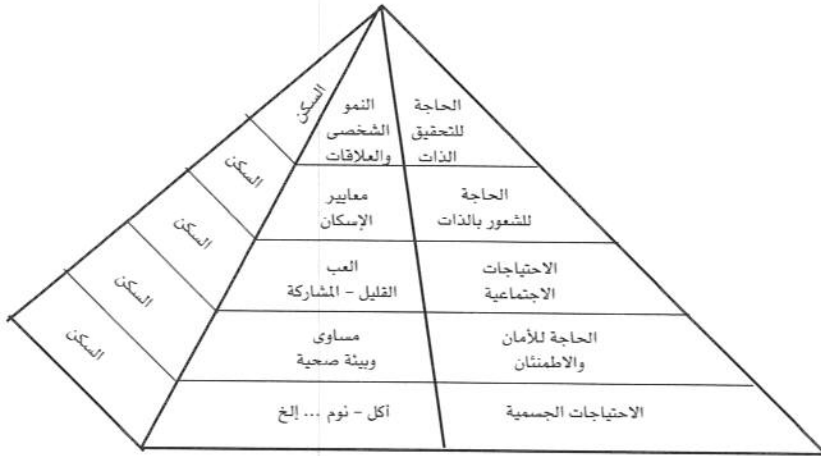 السكن
النمو
الشخصى
والعلاقات
الحاجة
للتحقيق
الذات
السكن
معايير
الإسكان
الحاجة
للشعور بالذات
السكن
العب
القليل – المشاركة
الاحتياجات
الاجتماعية
السكن
مساوى
وبيئة صحية
الحاجة للأمان
والاطمنئان
السكن
أكل – نوم ... إلخ
الاحتياجات الجسمية